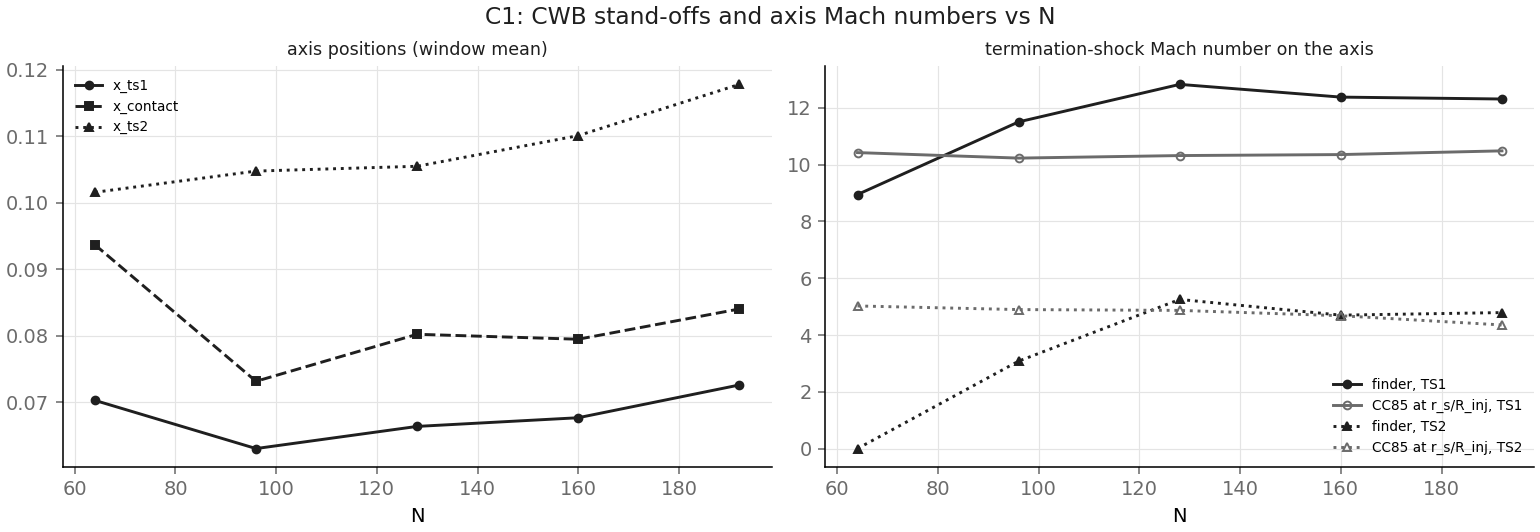 C1: CWB stand-offs and axis Mach numbers vs N
axis positions (window mean)
0.12
0.11
0.10
0.09
0.08
0.07
60
80
100
120
140
160
180
N
x_ts1
x_contact
x_ts2
termination-shock Mach number on the axis
12
10
8
6
4
2
0
60
80
100
120
140
160
180
N
finder, TS1
CC85 at r_s/R_inj, TS1
finder, TS2
CC85 at r_s/R_inj, TS2